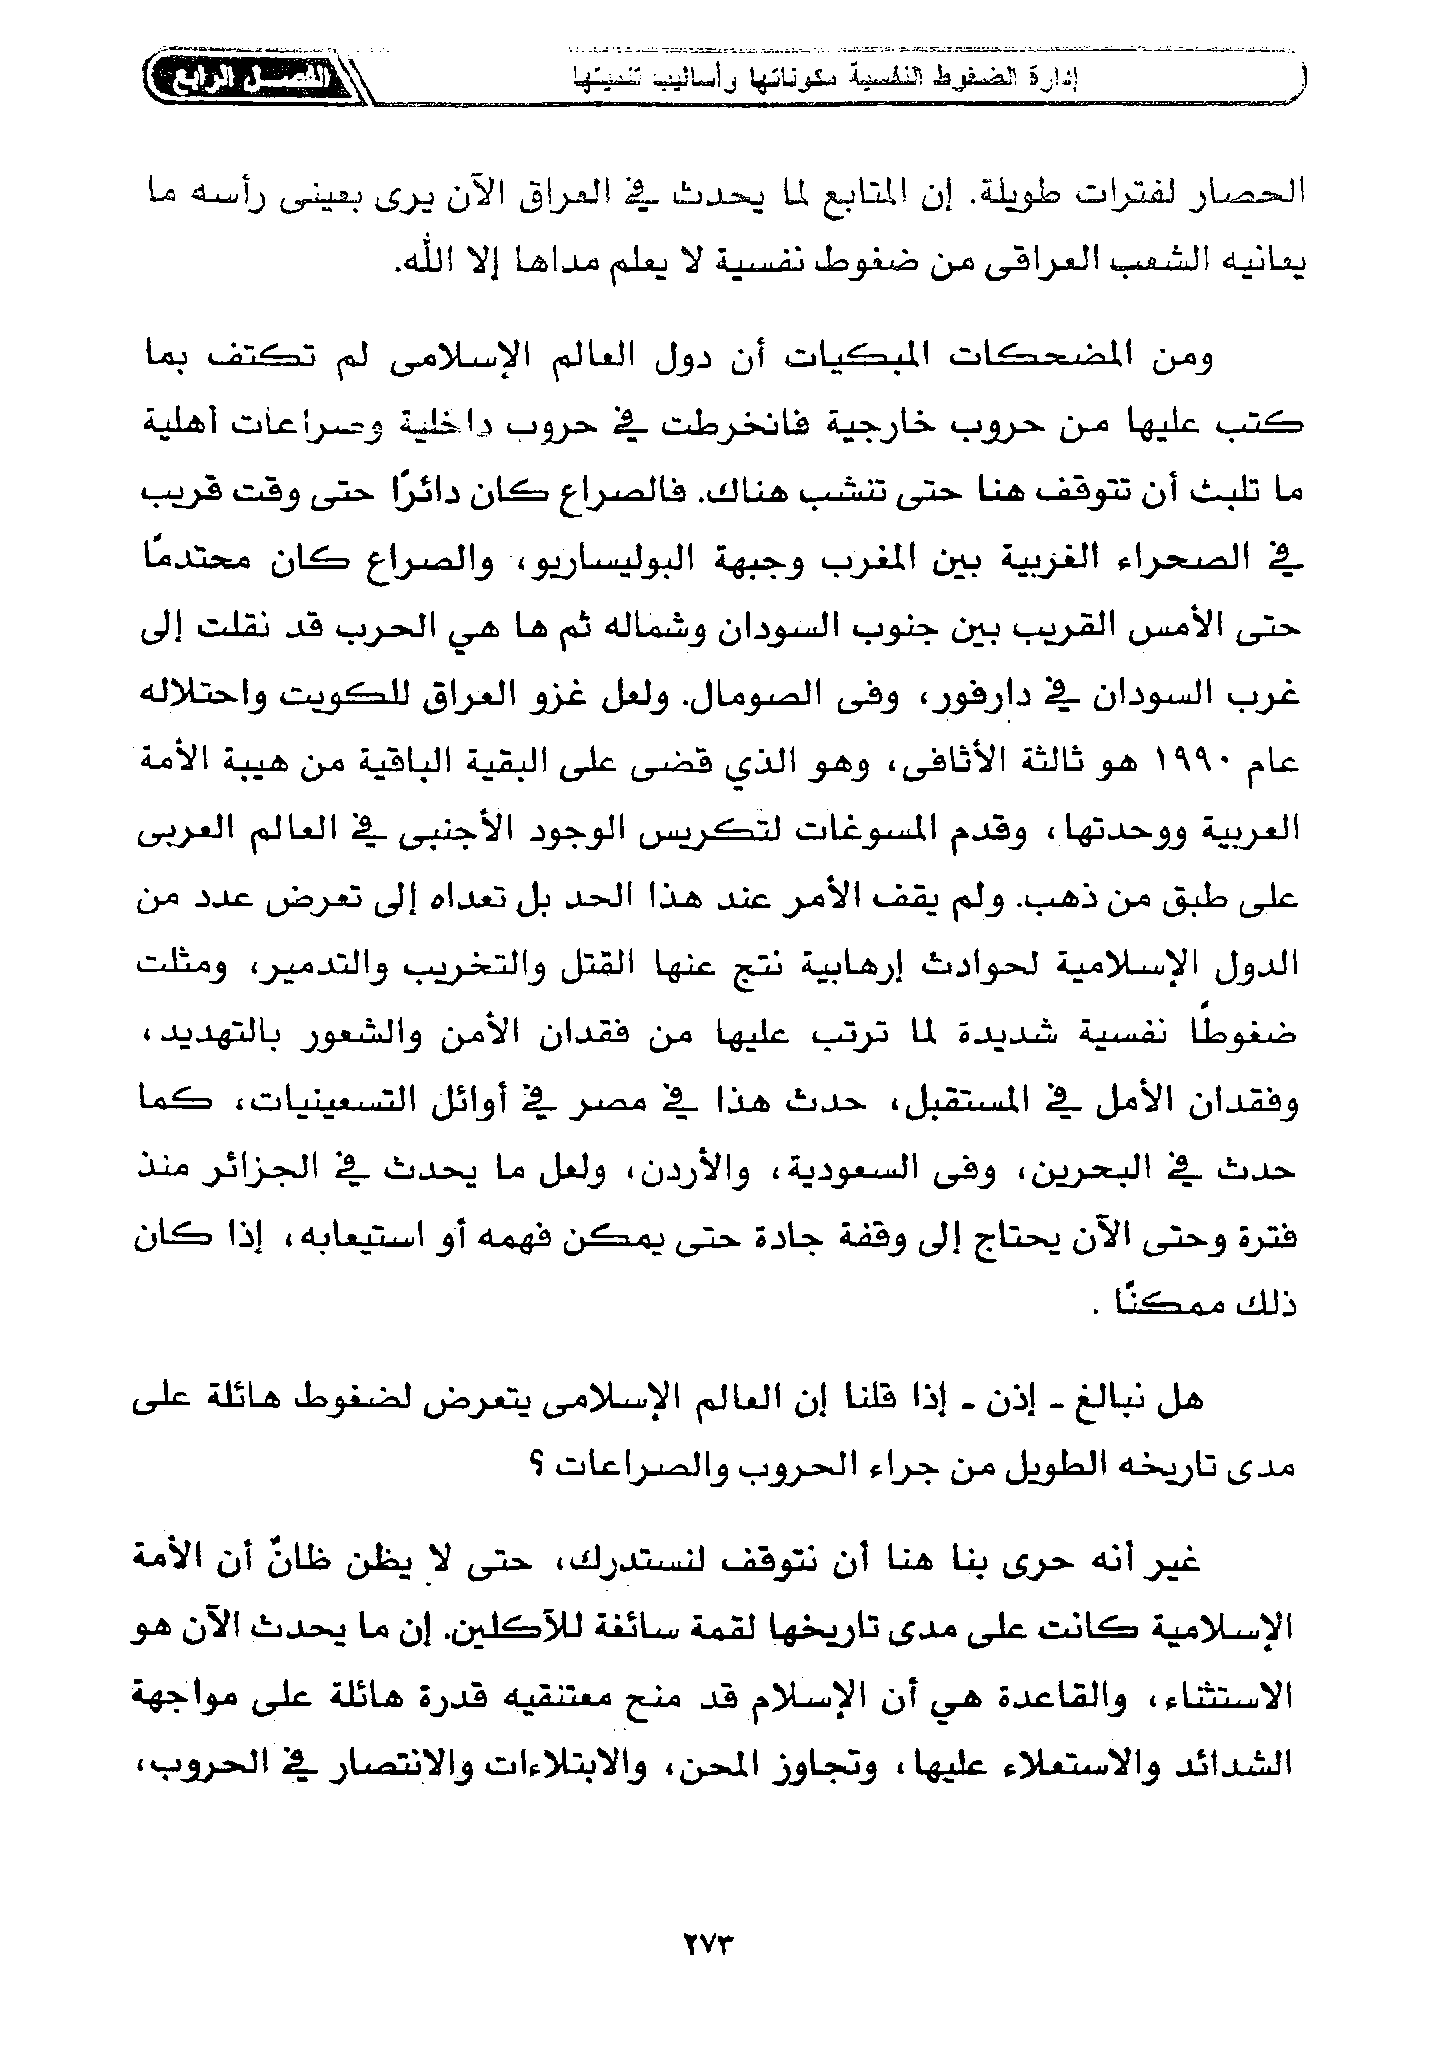 إدارة الضغوط النفسية مكوناتها وأساليب تنميتها
الفصل الرابع
الحصار لفترات طويلة. إن المتابع لما يحدث في العراق الآن يرى بعينى رأسه ما
يعانيه الشعب العراقى من ضغوط نفسية لا يعلم مداها إلا الله.
ومن المضحكات المبكيات أن دول العالم الإسلامى لم تكتف بما
كتب عليها من حروب خارجية فانخرطت في حروب داخلية وصراعات أهلية
ما تلبث أن تتوقف هنا حتى تنشب هناك. فالصراع كان دائرًا حتى وقت قريب
في الصحراء الغربية بين المغرب وجبهة البوليساريو، والصراع كان محتدمًا
حتى الأمس القريب بين جنوب السودان وشماله ثم ها هي الحرب قد نقلت إلى
غرب السودان في دارفور، وفى الصومال. ولعل غزو العراق للكويت واحتلاله
عام ١٩٩٠ هو ثالثة الأثافى، وهو الذي قضى على البقية الباقية من هيبة الأمة
العربية ووحدتها، وقدم المسوغات لتكريس الوجود الأجنبى في العالم العربى
على طبق من ذهب. ولم يقف الأمر عند هذا الحد بل تعداه إلى تعرض عدد من
الدول الإسلامية لحوادث إرهابية نتج عنها القتل والتخريب والتدمير، ومثلت
ضغوطًا نفسية شديدة لما ترتب عليها من فقدان الأمن والشعور بالتهديد،
وفقدان الأمل في المستقبل، حدث هذا في مصر في أوائل التسعينيات، كما
حدث في البحرين، وفى السعودية، والأردن، ولعل ما يحدث في الجزائر منذ
فترة وحتى الآن يحتاج إلى وقفة جادة حتى يمكن فهمه أو استيعابه، إذا كان
ذلك ممكنًا .
هل نبالغ - إذن - إذا قلنا إن العالم الإسلامى يتعرض لضغوط هائلة على
مدى تاريخه الطويل من جراء الحروب والصراعات ؟
غير أنه حرى بنا هنا أن نتوقف لنستدرك، حتى لا يظن ظانٌ أن الأمة
الإسلامية كانت على مدى تاريخها لقمة سائغة للآكلين. إن ما يحدث الآن هو
الاستثناء، والقاعدة هي أن الإسلام قد منح معتنقيه قدرة هائلة على مواجهة
الشدائد والاستعلاء عليها، وتجاوز المحن، والابتلاءات والانتصار في الحروب،
٢٧٣